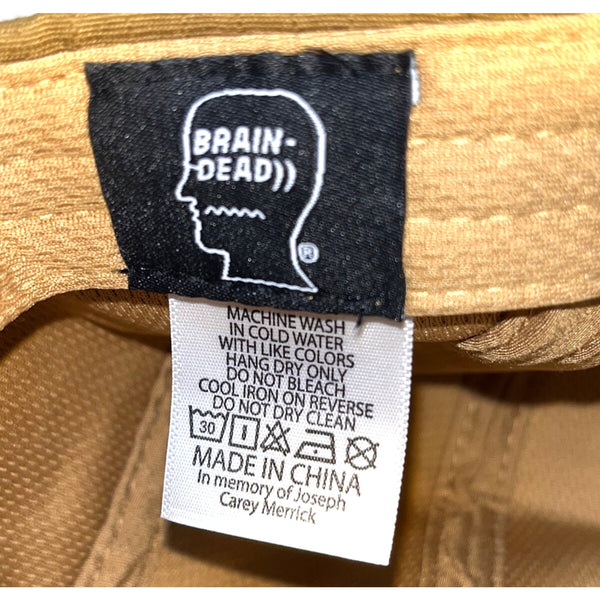 BRAIN-
DEAD))
®
MACHINE WASH
IN COLD WATER
WITH LIKE COLORS
HANG DRY ONLY
DO NOT BLEACH
COOL IRON ON REVERSE
DO NOT DRY CLEAN
30
MADE IN CHINA
In memory of Joseph
Carey Merrick